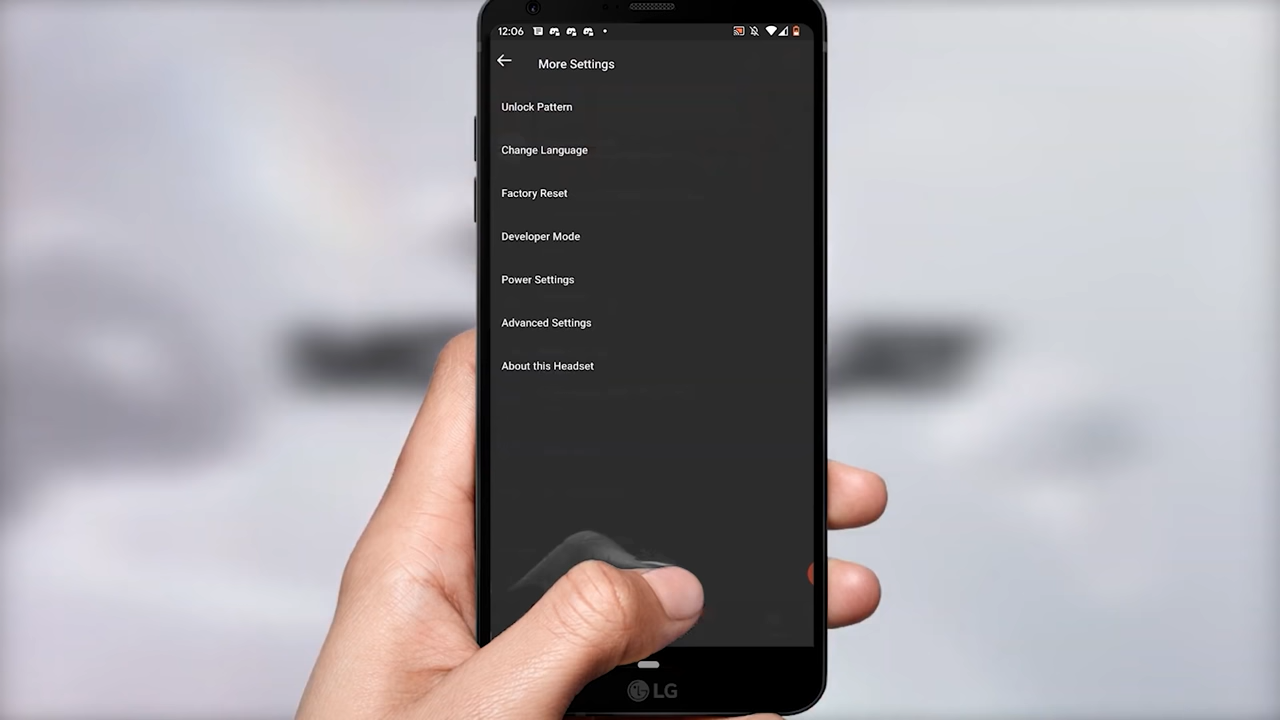 12:06
More Settings
Unlock Pattern
Change Language
Factory Reset
Developer Mode
Power Settings
Advanced Settings
About this Headset
LG